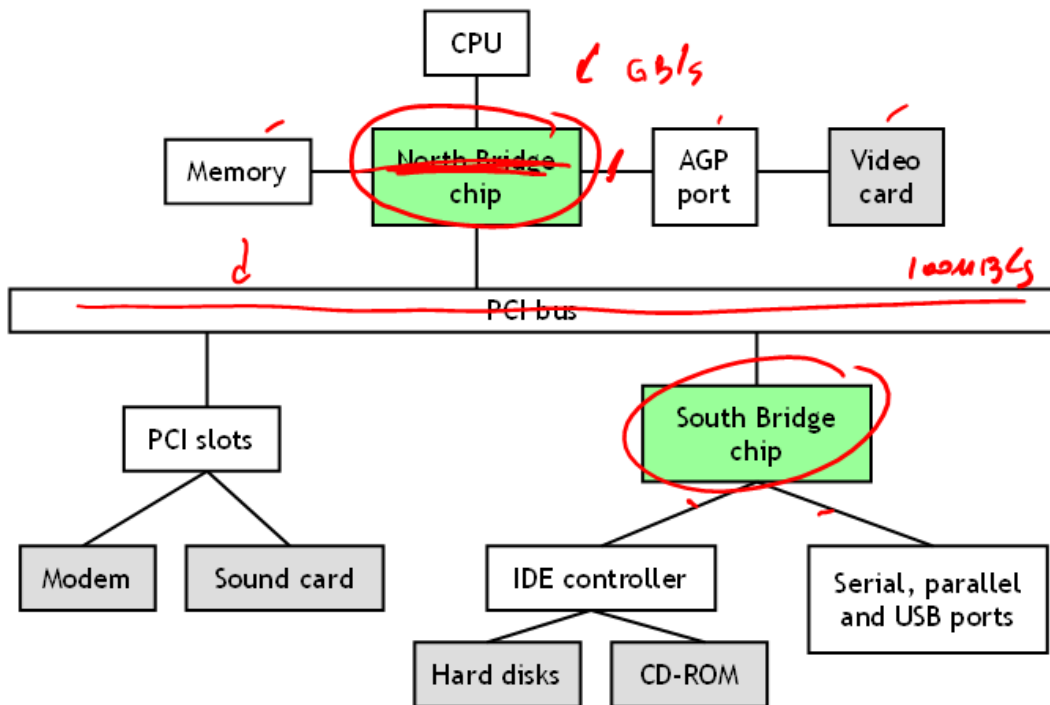 CPU
GB/s
Memory
North Bridge
chip
AGP
port
Video
card
100MB/s
PCI bus
PCI slots
South Bridge
chip
Modem
Sound card
IDE controller
Serial, parallel
and USB ports
Hard disks
CD-ROM